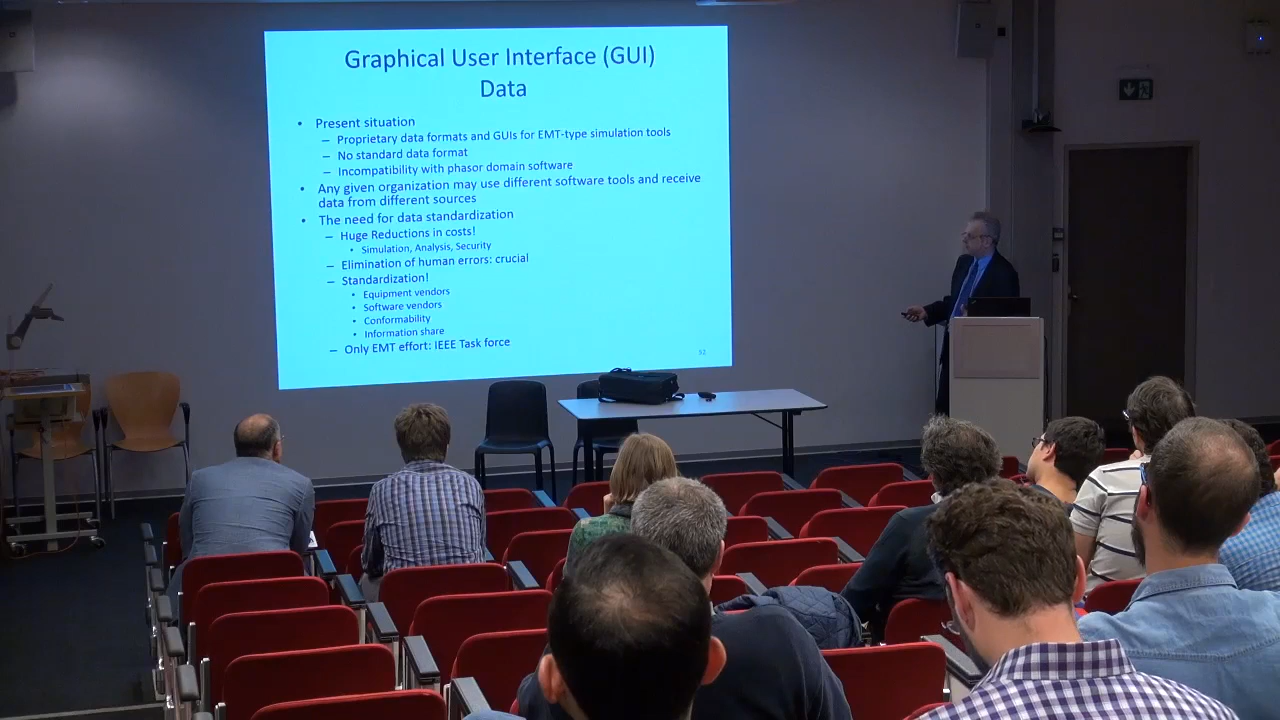 Graphical User Interface (GUI)
Data
• Present situation
– Proprietary data formats and GUIs for EMT-type simulation tools
– No standard data format
– Incompatibility with phasor domain software
• Any given organization may use different software tools and receive
data from different sources
• The need for data standardization
– Huge Reductions in costs!
• Simulation, Analysis, Security
– Elimination of human errors: crucial
– Standardization!
• Equipment vendors
• Software vendors
• Conformability
• Information share
– Only EMT effort: IEEE Task force
52